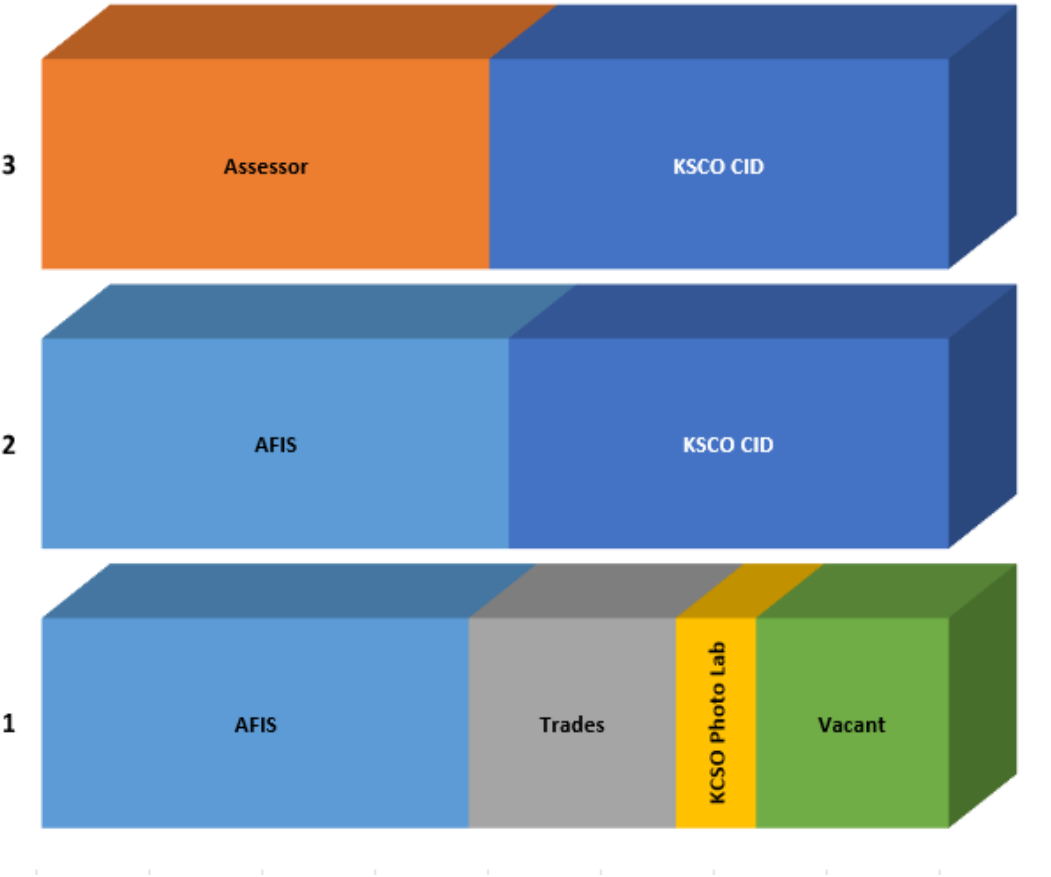 3
Assessor
KSCO CID
2
AFIS
KSCO CID
1
AFIS
Trades
KCSO Photo Lab
Vacant